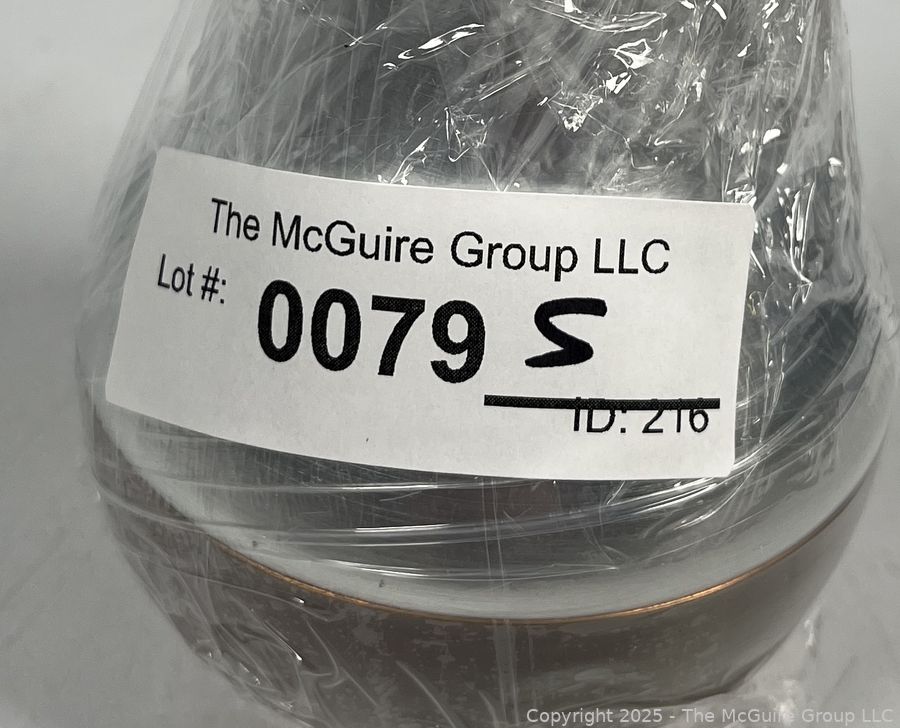 The McGuire Group LLC
Lot #: 0079 S
ID: 216
Copyright 2025 - The McGuire Group LLC